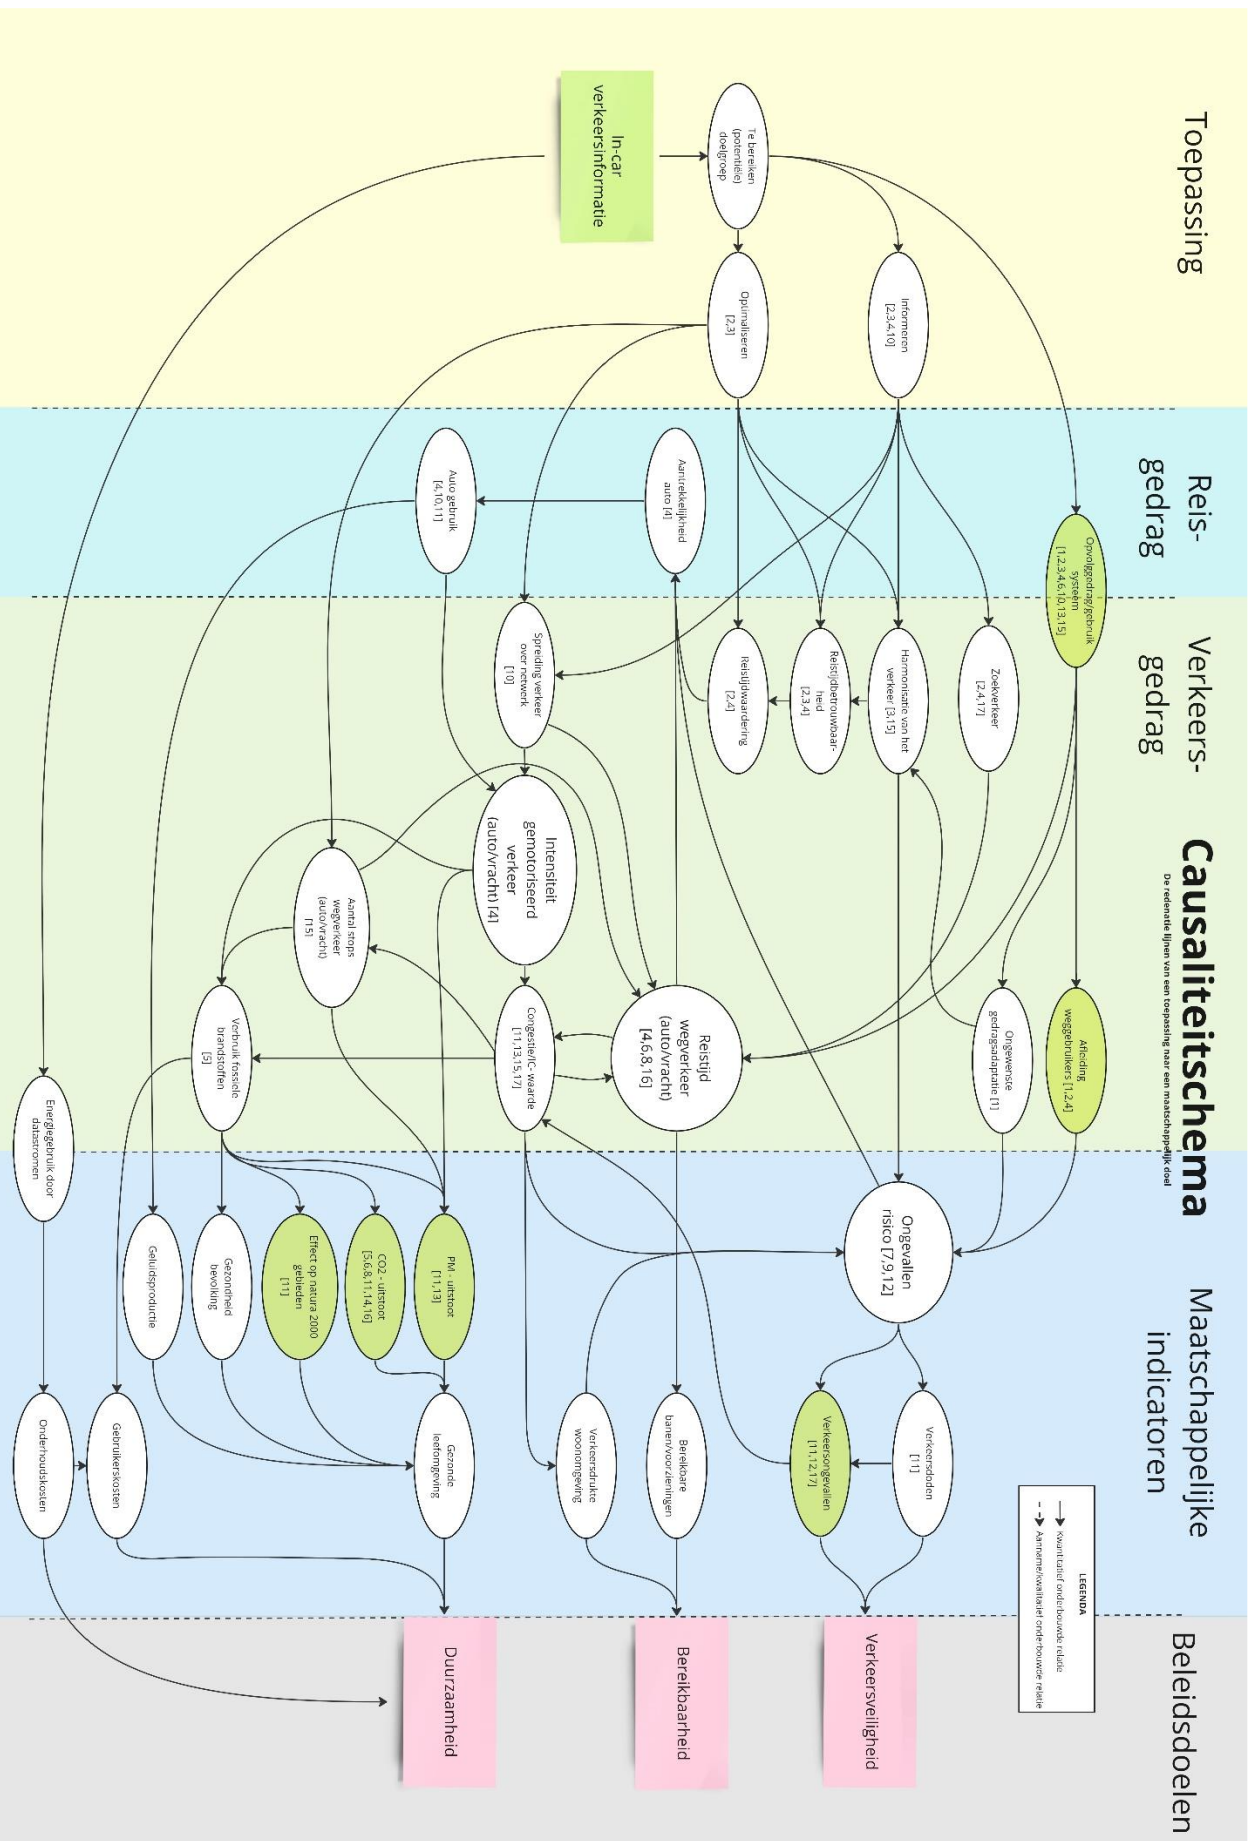 Causaliteitschema
De redenatie lijnen van een toepassing naar een maatschappelijk doel
Toepassing
Reis-
gedrag
Verkeers-
gedrag
Maatschappelijke
indicatoren
Beleidsdoelen
LEGENDA
Kwantitatief onderbouwde relatie
Aanname/kwalitatief onderbouwde relatie
In-car
verkeersinformatie
Te bereiken
(potentiële)
doelgroep
Informeren
[2,3,4,10]
Optimaliseren
[2,3]
Opvolggedrag/gebruik
systeem
[1,2,3,4,6,10,13,15]
Aantrekkelijkheid
auto [4]
Auto gebruik
[4,10,11]
Zoekverkeer
[2,4,17]
Harmonisatie van het
verkeer [3,15]
Reistijdbetrouwbaar-
heid
[2,3,4]
Reistijdwaardering
[2,4]
Spreiding verkeer
over netwerk
[10]
Intensiteit
gemotoriseerd
verkeer
(auto/vracht) [4]
Aantal stops
wegverkeer
(auto/vracht)
[15]
Afleiding
weggebruikers [1,2,4]
Ongewenste
gedragsadaptatie [1]
Reistijd
wegverkeer
(auto/vracht)
[4,6,8,16]
Congestie/IC- waarde
[11,13,15,17]
Verbruik fossiele
brandstoffen
[5]
Energiegebruik door
datastromen
Ongevallen
risico [7,9,12]
PM - uitstoot
[11,13]
CO2 - uitstoot
[5,6,8,11,14,16]
Effect op natura 2000
gebieden
[11]
Gezondheid
bevolking
Geluidsproductie
Verkeersdoden
[11]
Verkeersongevallen
[11,12,17]
Bereikbare
banen/voorzieningen
Verkeersdrukte
woonomgeving
Gezonde
leefomgeving
Gebruikerskosten
Onderhoudskosten
Verkeersveiligheid
Bereikbaarheid
Duurzaamheid